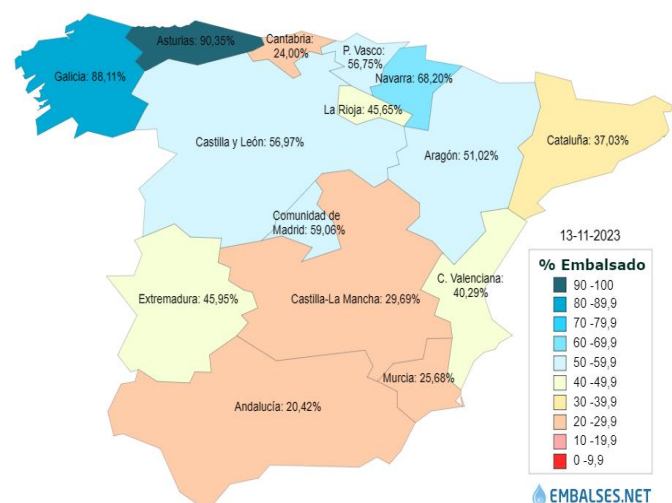 Asturias: 90,35%
Cantabria:
24,00%
P. Vasco:
56,75%
Galicia: 88,11%
Navarra: 68,20%
La Rioja: 45,65%
Castilla y León: 56,97%
Aragón: 51,02%
Cataluña: 37,03%
Comunidad de
Madrid: 59,06%
13-11-2023
% Embalsado
90 -100
80 -89,9
70 -79,9
60 -69,9
50 -59,9
40 -49,9
30 -39,9
20 -29,9
10 -19,9
0 -9,9
C. Valenciana:
40,29%
Extremadura: 45,95%
Castilla-La Mancha: 29,69%
Murcia: 25,68%
Andalucía: 20,42%
EMBALSES.NET